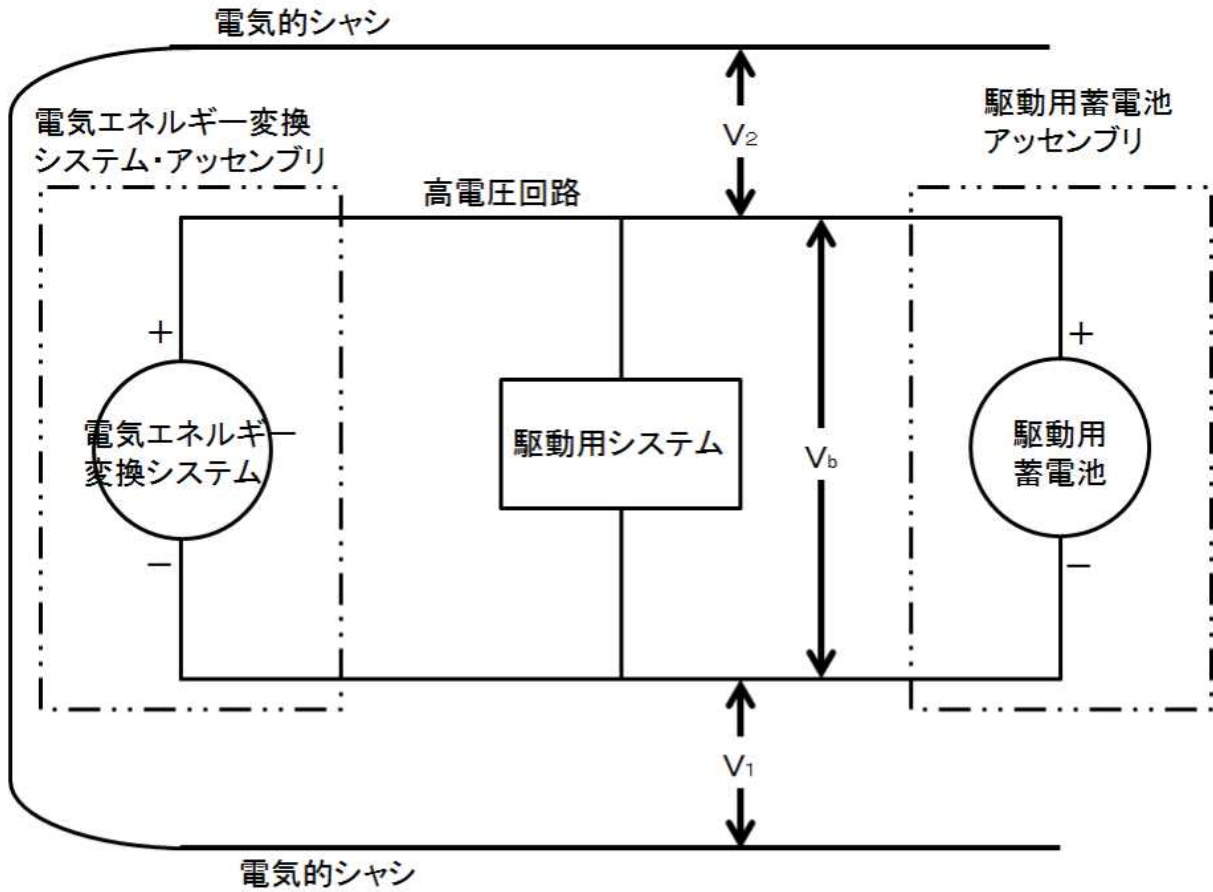 電気的シャシ
電気エネルギー変換
システム・アッセンブリ
駆動用蓄電池
アッセンブリ
V₂
高電圧回路
+
+
電気エネルギー
変換システム
駆動用システム
Vb
駆動用
蓄電池
−
−
V₁
電気的シャシ